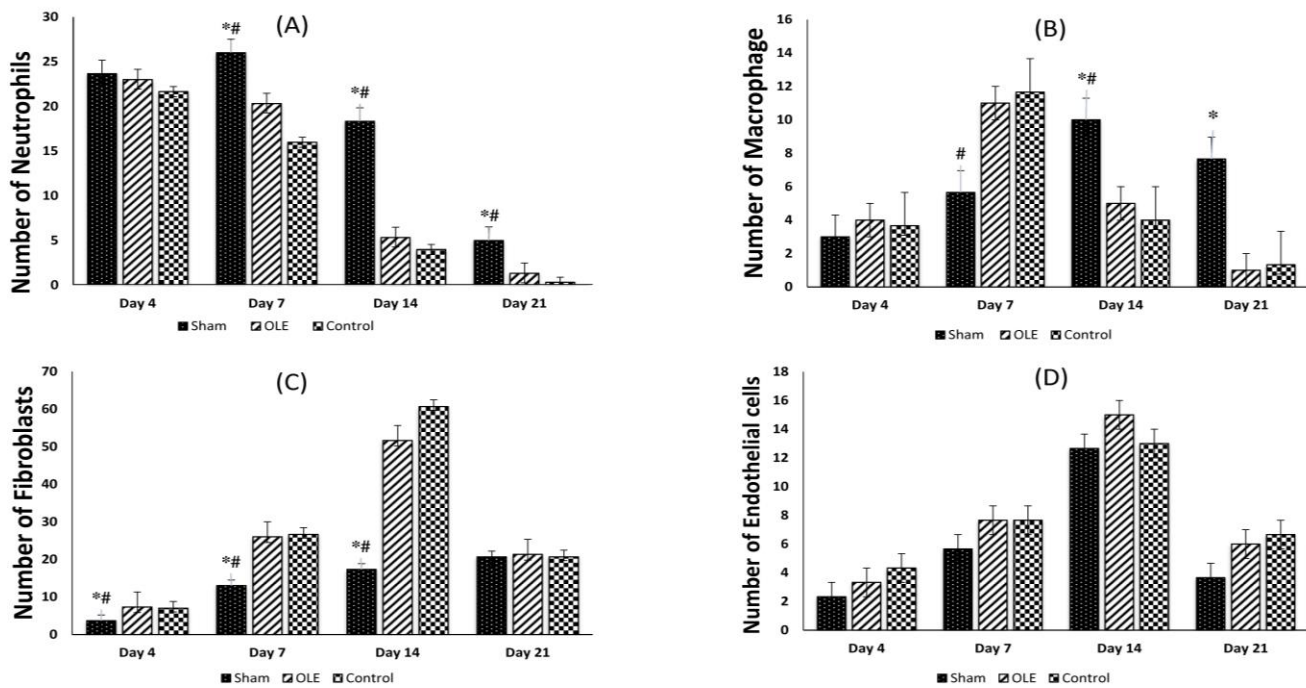 (A)
Number of Neutrophils
30
25
20
15
10
5
0
*#
*#
*#
Day 4 Day 7 Day 14 Day 21
Sham OLE Control
(B)
Number of Macrophage
16
14
12
10
8
6
4
2
0
#
*#
*
Day 4 Day 7 Day 14 Day 21
Sham OLE Control
(C)
Number of Fibroblasts
70
60
50
40
30
20
10
0
*#
*#
*#
Day 4 Day 7 Day 14 Day 21
Sham OLE Control
(D)
Number of Endothelial cells
18
16
14
12
10
8
6
4
2
0
Day 4 Day 7 Day 14 Day 21
Sham OLE Control